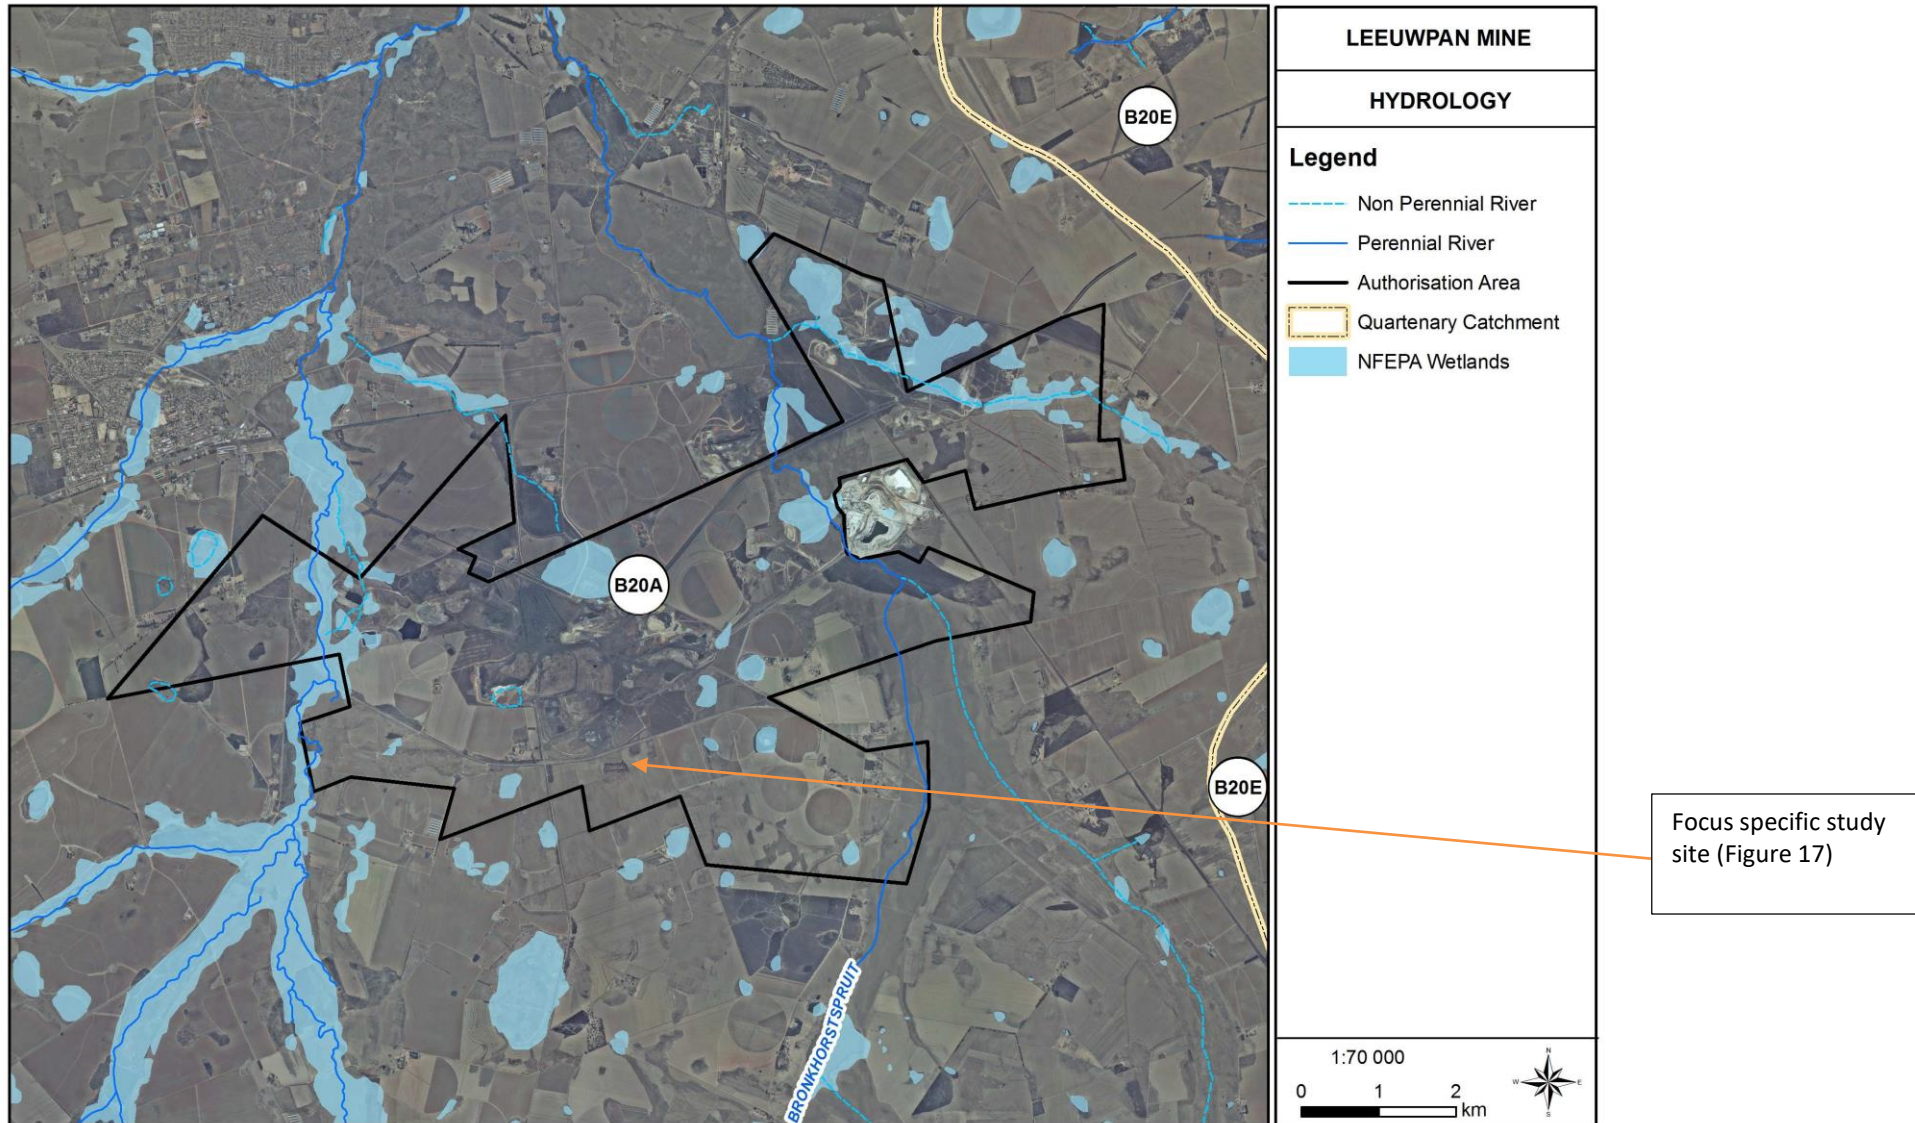 B20E
B20A
B20E
BRONKHORSTSPRUIT
LEEUWPAN MINE
HYDROLOGY
Legend
Non Perennial River
Perennial River
Authorisation Area
Quartenary Catchment
NFEPA Wetlands
1:70 000
0 1 2
km
N
W E
S
Focus specific study
site (Figure 17)